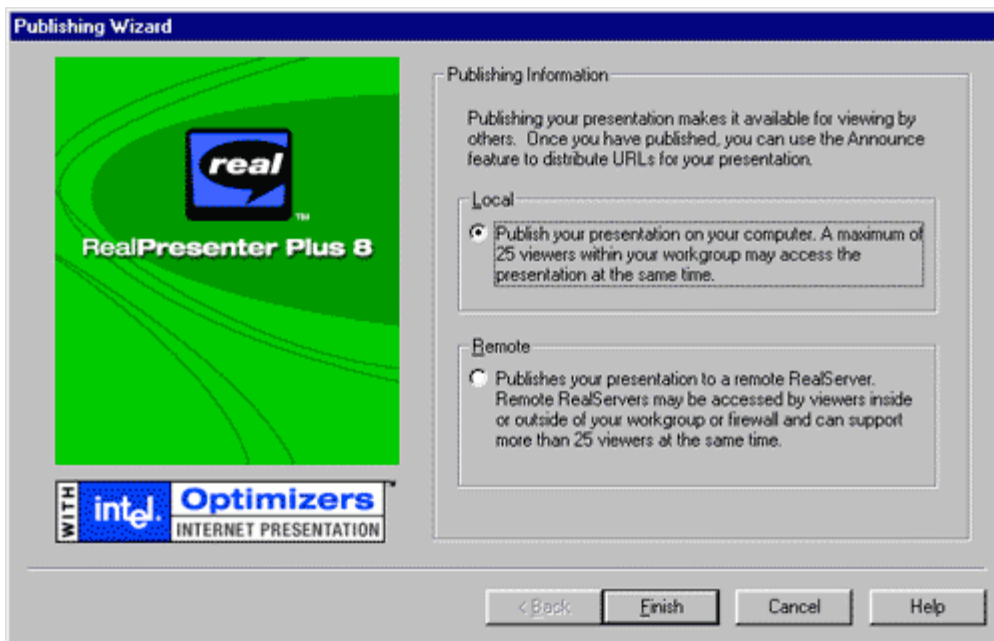 Publishing Wizard
real
TM
RealPresenter Plus 8
WITH
intel.
Optimizers
INTERNET PRESENTATION
Publishing Information
Publishing your presentation makes it available for viewing by
others. Once you have published, you can use the Announce
feature to distribute URLs for your presentation.
Local
Publish your presentation on your computer. A maximum of
25 viewers within your workgroup may access the
presentation at the same time.
Remote
Publishes your presentation to a remote RealServer.
Remote RealServers may be accessed by viewers inside
or outside of your workgroup or firewall and can support
more than 25 viewers at the same time.
< Back
Finish
Cancel
Help